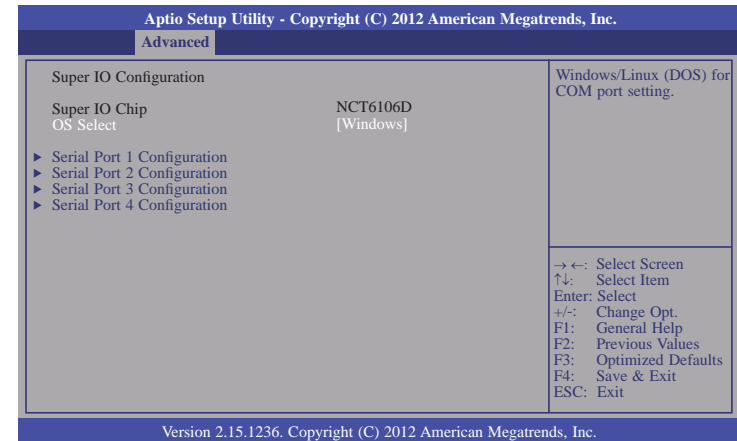 Aptio Setup Utility - Copyright (C) 2012 American Megatrends, Inc.
Advanced
Super IO Configuration
Super IO Chip NCT6106D
OS Select [Windows]
► Serial Port 1 Configuration
► Serial Port 2 Configuration
► Serial Port 3 Configuration
► Serial Port 4 Configuration
Windows/Linux (DOS) for
COM port setting.
→←: Select Screen
↑↓: Select Item
Enter: Select
+/-: Change Opt.
F1: General Help
F2: Previous Values
F3: Optimized Defaults
F4: Save & Exit
ESC: Exit
Version 2.15.1236. Copyright (C) 2012 American Megatrends, Inc.